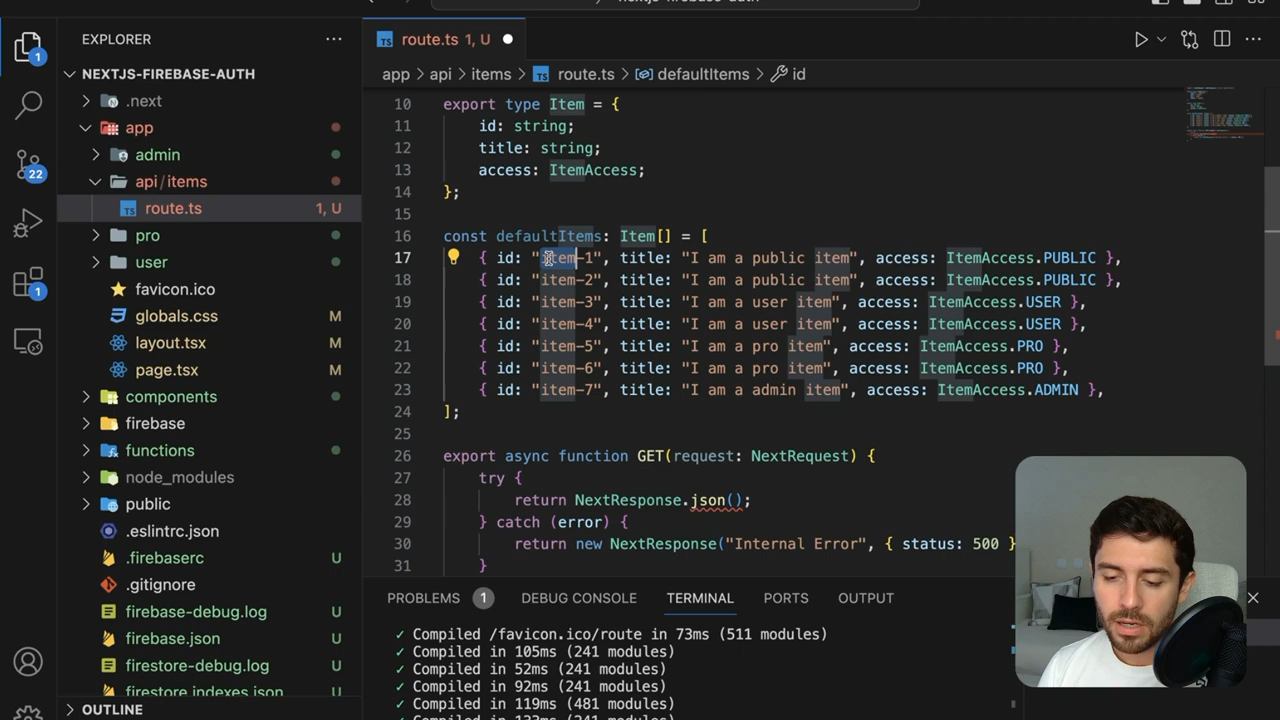 nextjs-firebase-auth
EXPLORER
route.ts 1, U
NEXTJS-FIREBASE-AUTH
app > api > items > route.ts > defaultItems > id
.next
app
admin
api/items
route.ts 1, U
pro
user
favicon.ico
globals.css M
layout.tsx M
page.tsx M
components
firebase
functions
node_modules
public
.eslintrc.json
.firebaserc U
.gitignore
firebase-debug.log U
firebase.json U
firestore-debug.log U
firestore.indexes.json U
OUTLINE
1
22
1
10 export type Item = {
11 id: string;
12 title: string;
13 access: ItemAccess;
14 };
15
16 const defaultItems: Item[] = [
17 { id: "item-1", title: "I am a public item", access: ItemAccess.PUBLIC },
18 { id: "item-2", title: "I am a public item", access: ItemAccess.PUBLIC },
19 { id: "item-3", title: "I am a user item", access: ItemAccess.USER },
20 { id: "item-4", title: "I am a user item", access: ItemAccess.USER },
21 { id: "item-5", title: "I am a pro item", access: ItemAccess.PRO },
22 { id: "item-6", title: "I am a pro item", access: ItemAccess.PRO },
23 { id: "item-7", title: "I am a admin item", access: ItemAccess.ADMIN },
24 ];
25
26 export async function GET(request: NextRequest) {
27 try {
28 return NextResponse.json();
29 } catch (error) {
30 return new NextResponse("Internal Error", { status: 500 }
31 }
PROBLEMS 1 DEBUG CONSOLE TERMINAL PORTS OUTPUT
✓ Compiled /favicon.ico/route in 73ms (511 modules)
✓ Compiled in 105ms (241 modules)
✓ Compiled in 52ms (241 modules)
✓ Compiled in 92ms (241 modules)
✓ Compiled in 119ms (481 modules)